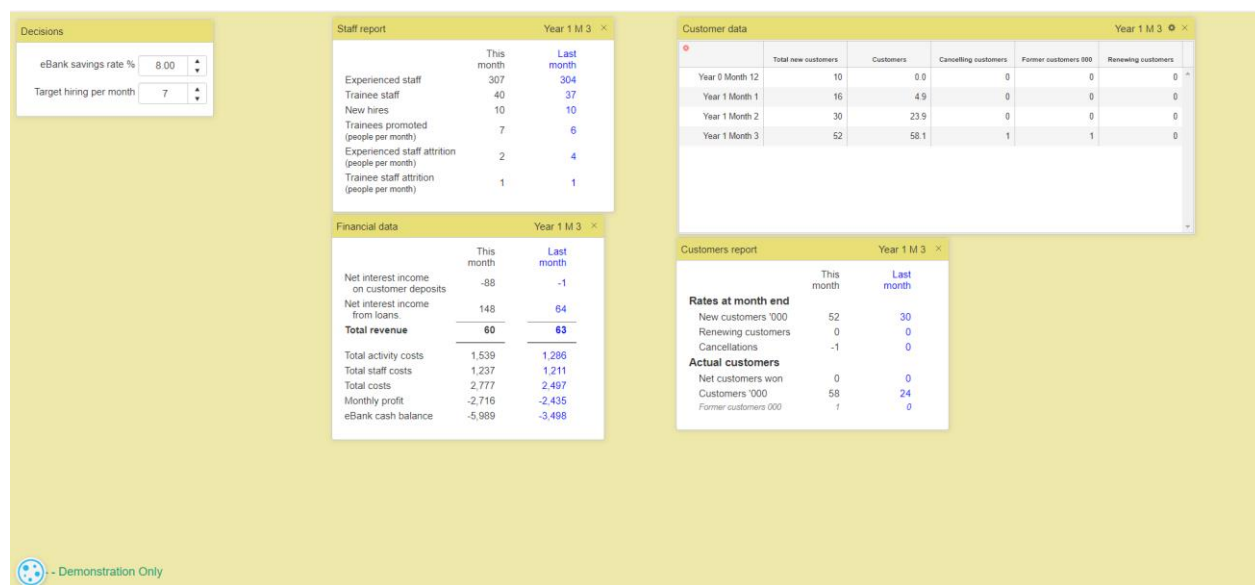 Decisions
eBank savings rate % 8.00
Target hiring per month 7
Staff report Year 1 M 3 ×
This month Last month
Experienced staff 307 304
Trainee staff 40 37
New hires 10 10
Trainees promoted (people per month) 7 6
Experienced staff attrition (people per month) 2 4
Trainee staff attrition (people per month) 1 1
Financial data Year 1 M 3 ×
This month Last month
Net interest income on customer deposits -88 -1
Net interest income from loans. 148 64
Total revenue 60 63
Total activity costs 1,539 1,286
Total staff costs 1,237 1,211
Total costs 2,777 2,497
Monthly profit -2,716 -2,435
eBank cash balance -5,989 -3,498
Customer data Year 1 M 3 ×
Total new customers Customers Cancelling customers Former customers 000 Renewing customers
Year 0 Month 12 10 0.0 0 0 0
Year 1 Month 1 16 4.9 0 0 0
Year 1 Month 2 30 23.9 0 0 0
Year 1 Month 3 52 58.1 1 1 0
Customers report Year 1 M 3 ×
This month Last month
Rates at month end
New customers '000 52 30
Renewing customers 0 0
Cancellations -1 0
Actual customers
Net customers won 0 0
Customers '000 58 24
Former customers 000 1 0
- - Demonstration Only